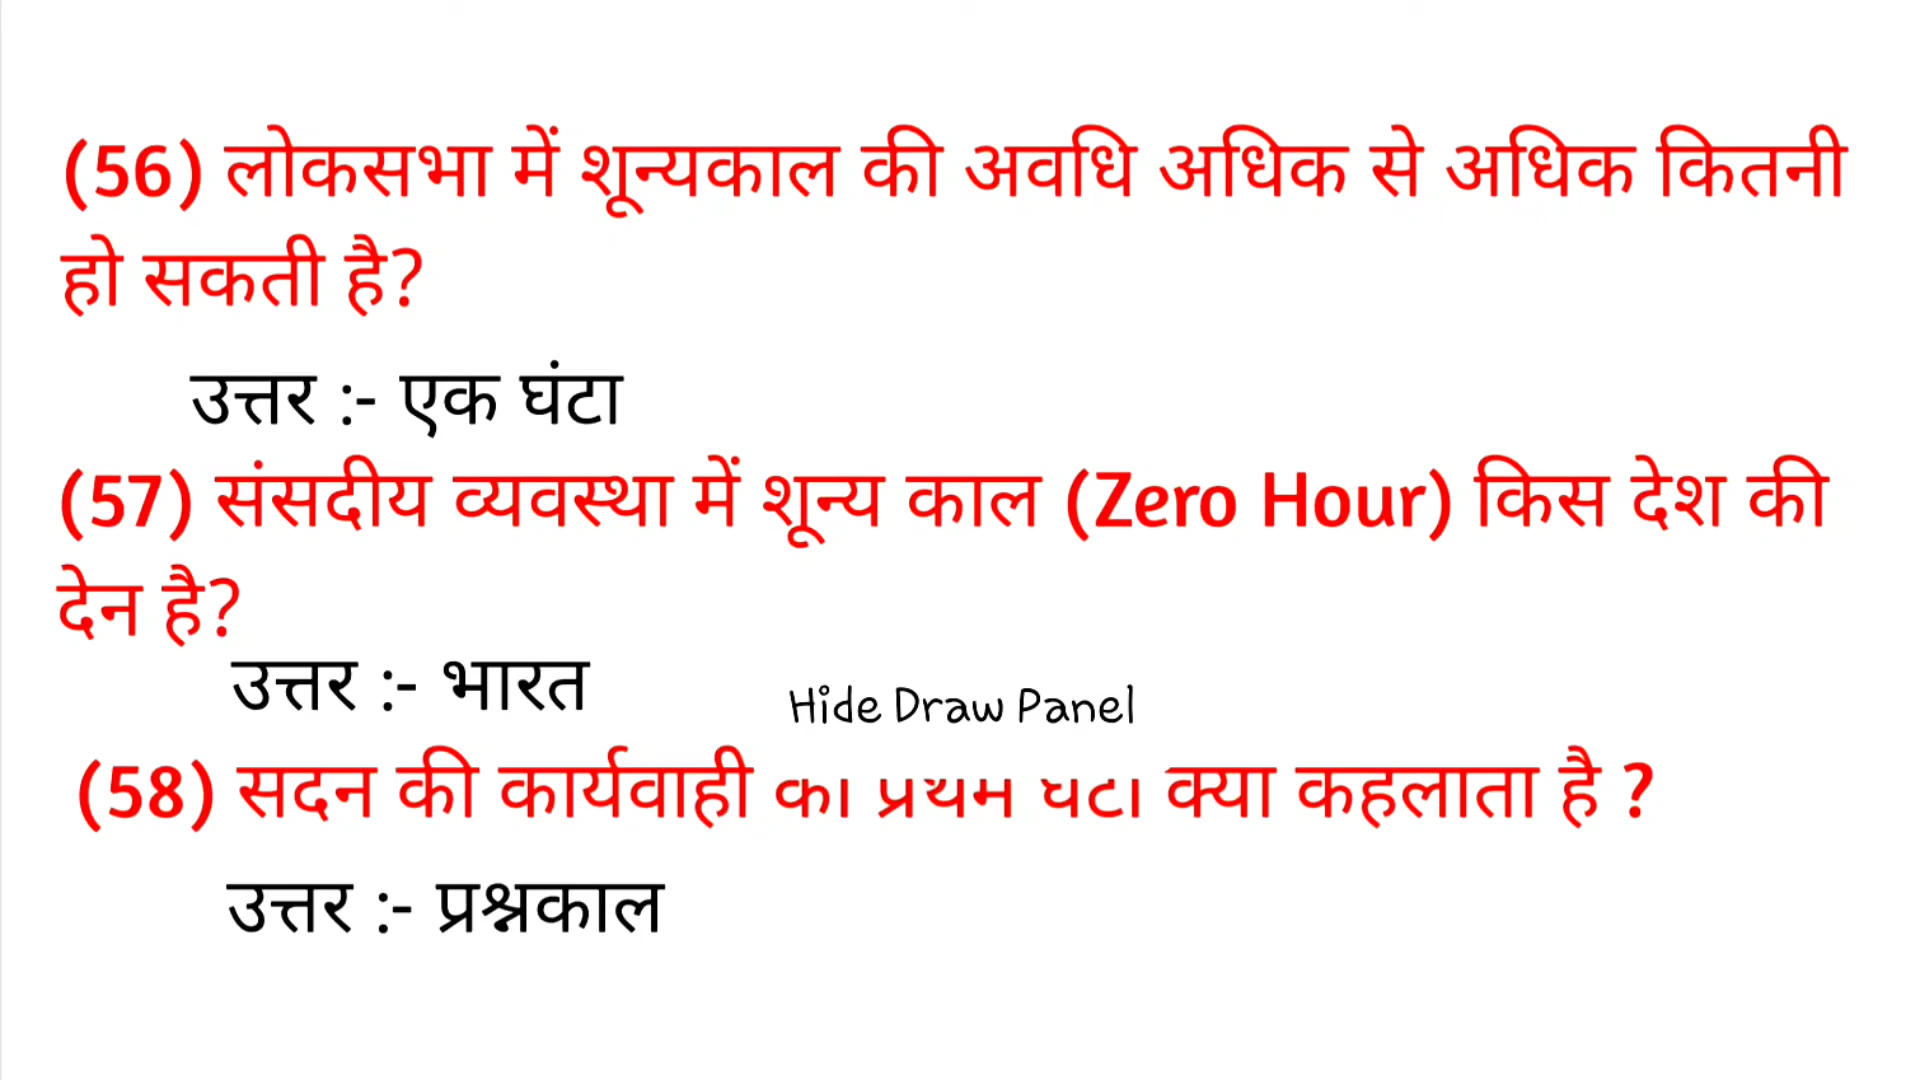 (56) लोकसभा में शून्यकाल की अवधि अधिक से अधिक कितनी
हो सकती है?
उत्तर :- एक घंटा
(57) संसदीय व्यवस्था में शून्य काल (Zero Hour) किस देश की
देन है?
उत्तर :- भारत
Hide Draw Panel
(58) सदन की कार्यवाही का प्रथम घंटा क्या कहलाता है ?
उत्तर :- प्रश्नकाल